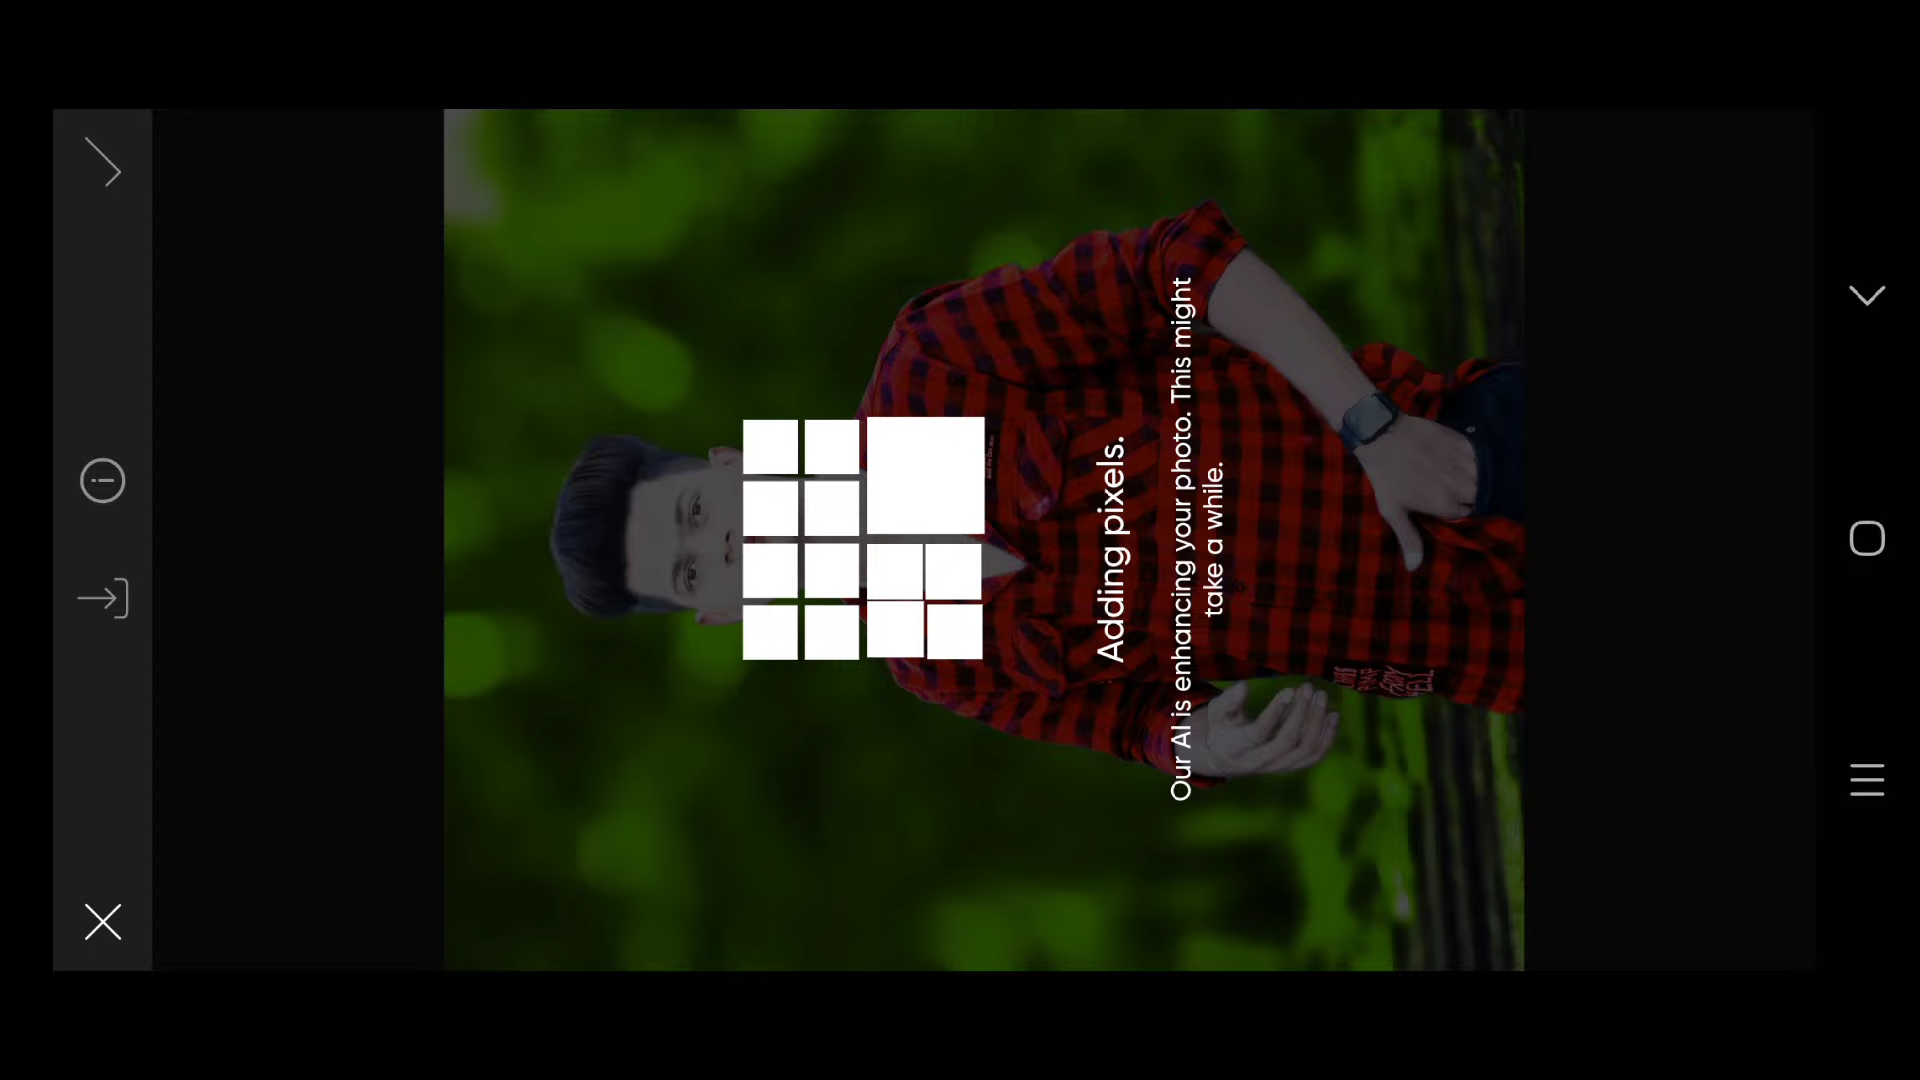 Adding pixels.
Our AI is enhancing your photo. This might
take a while.